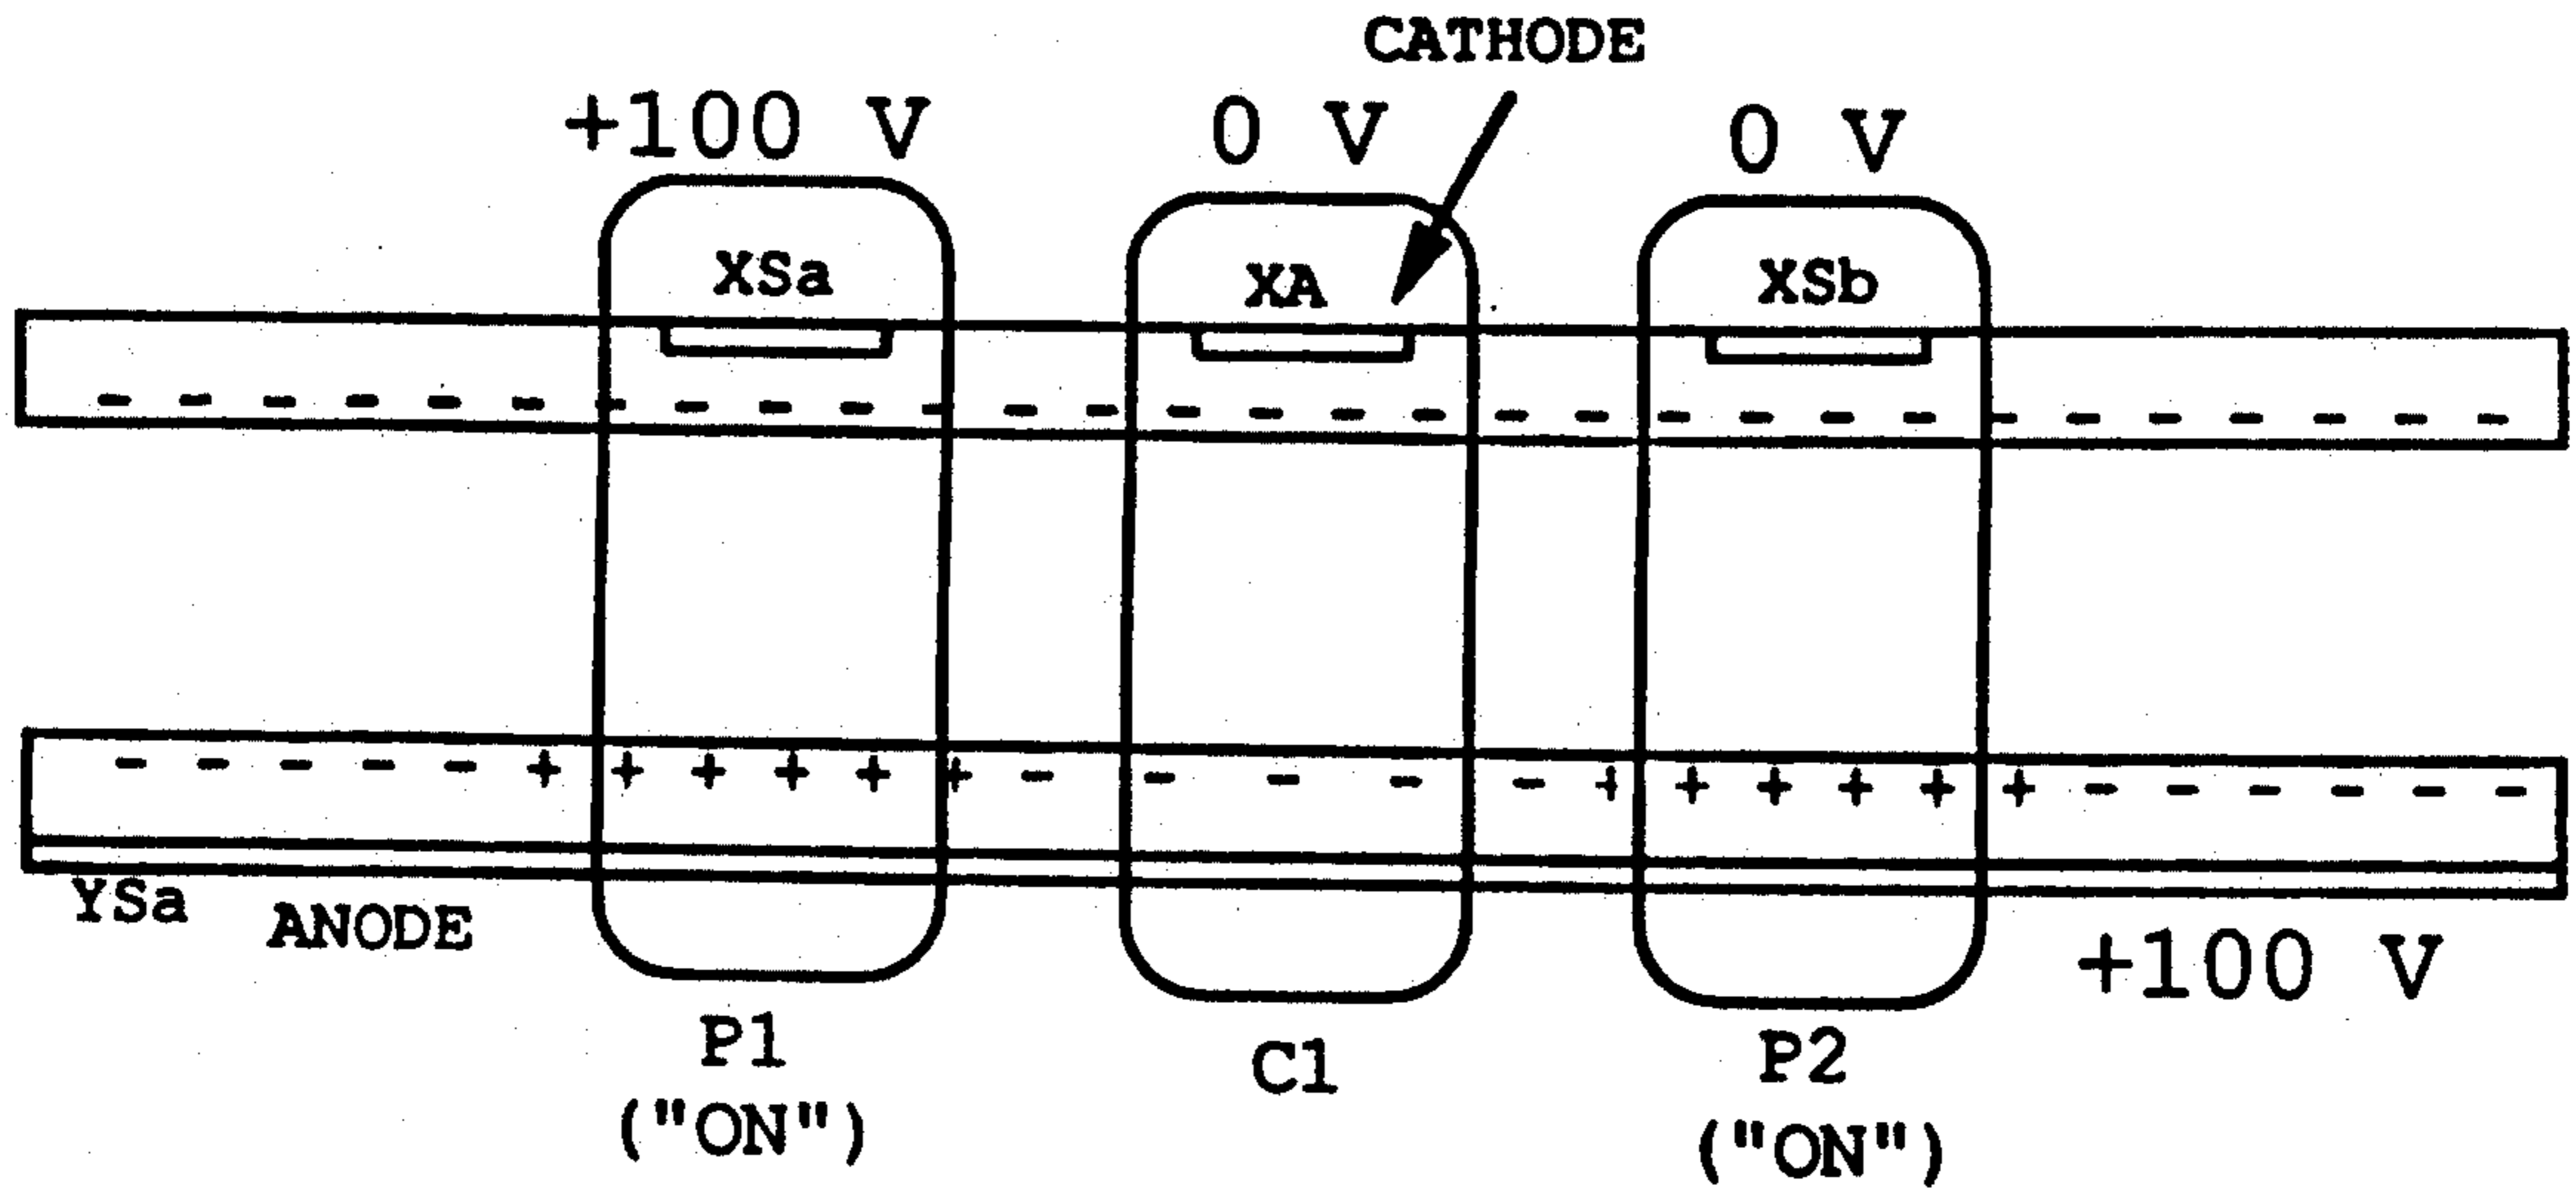 CATHODE
+100 V
0 V
0 V
XSa
XA
XSb
- - - - - - - - - - - - - - - - - - - - - - - - - - - - - -
- - - - - + + + + + + - - - - - + + + + + + - - - - - -
YSa
ANODE
+100 V
P1
C1
P2
("ON")
("ON")